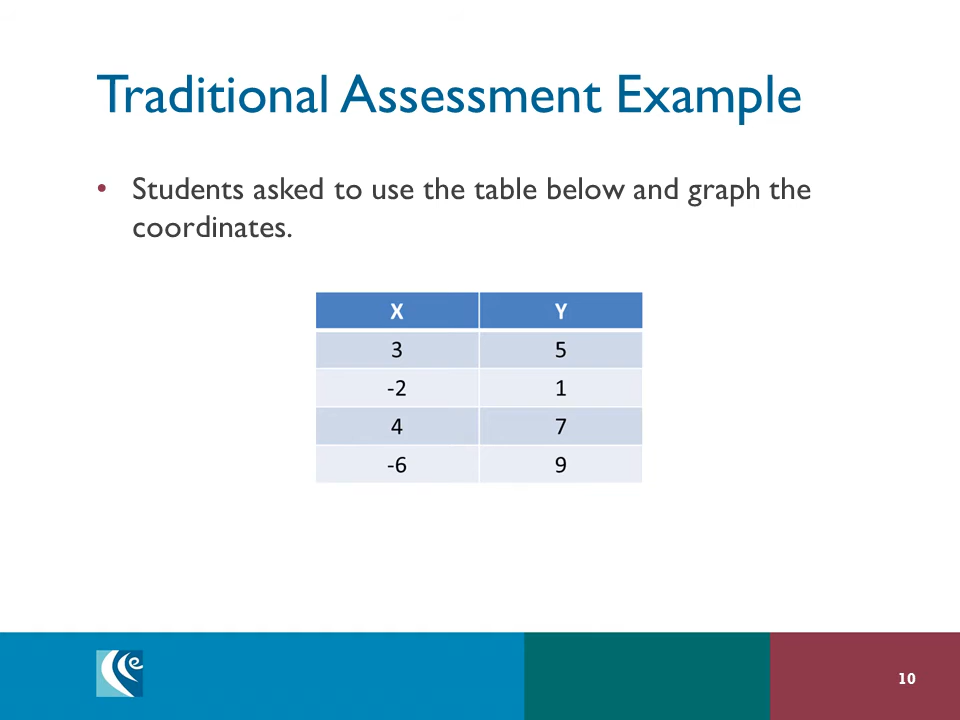 Traditional Assessment Example
• Students asked to use the table below and graph the
coordinates.
X Y
3 5
-2 1
4 7
-6 9
e
10